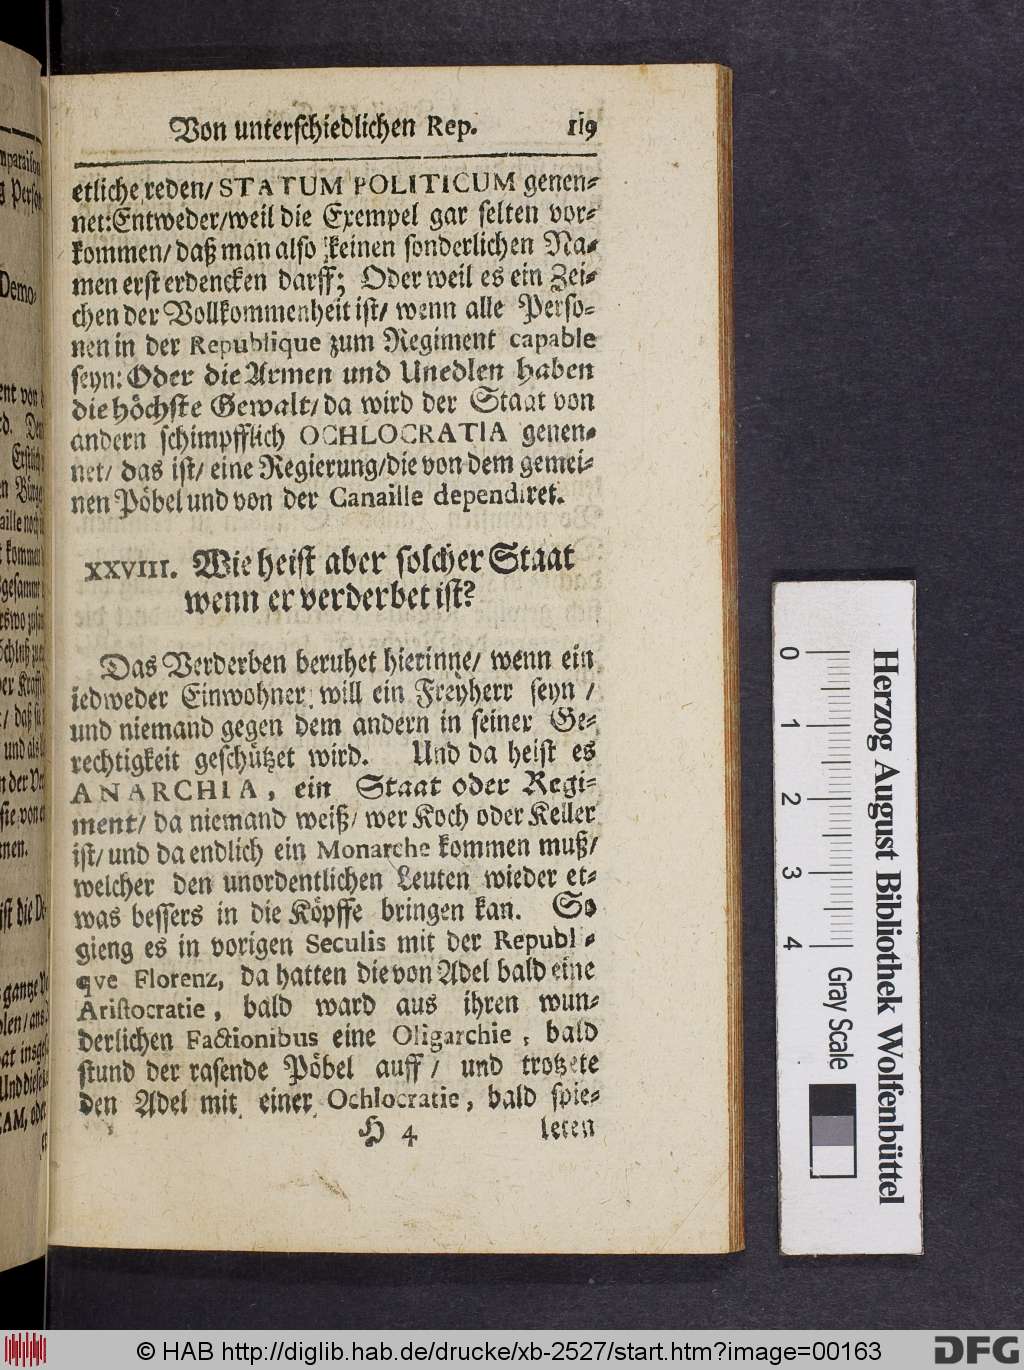 Von unterschiedlichen Rep. 119
etliche reden/ STATUM POLITICUM genen-
net: Entweder/weil die Exempel gar selten vor-
kommen/ daß man also keinen sonderlichen Na-
men erst erdencken darff; Oder weil es ein Zei-
chen der Vollkommenheit ist/ wenn alle Perso-
nen in der Republique zum Regiment capable
seyn: Oder die Armen und Unedlen haben
die höchste Gewalt/ da wird der Staat von
andern schimpfflich OCHLOCRATIA genen-
net/ das ist/ eine Regierung/die von dem gemei-
nen Pöbel und von der Canaille dependiret.
XXVIII. Wie heist aber solcher Staat
wenn er verderbet ist?
Das Verderben beruhet hierinne/ wenn ein
iedweder Einwohner will ein Freyherr seyn /
und niemand gegen dem andern in seiner Ge-
rechtigkeit geschützet wird. Und da heist es
ANARCHIA, ein Staat oder Regi-
ment/ da niemand weiß/ wer Koch oder Keller
ist/ und da endlich ein Monarche kommen muß/
welcher den unordentlichen Leuten wieder et-
was bessers in die Köpffe bringen kan. So
gieng es in vorigen Seculis mit der Republi-
qve Florenz, da hatten die von Adel bald eine
Aristocratie, bald ward aus ihren wun-
derlichen Factionibus eine Oligarchie, bald
stund der rasende Pöbel auff/ und trotzete
den Adel mit einer Ochlocratie, bald spie-
H 4 leten
Herzog August Bibliothek Wolfenbüttel
0 1 2 3 4 Gray Scale
© HAB http://diglib.hab.de/drucke/xb-2527/start.htm?image=00163
DFG